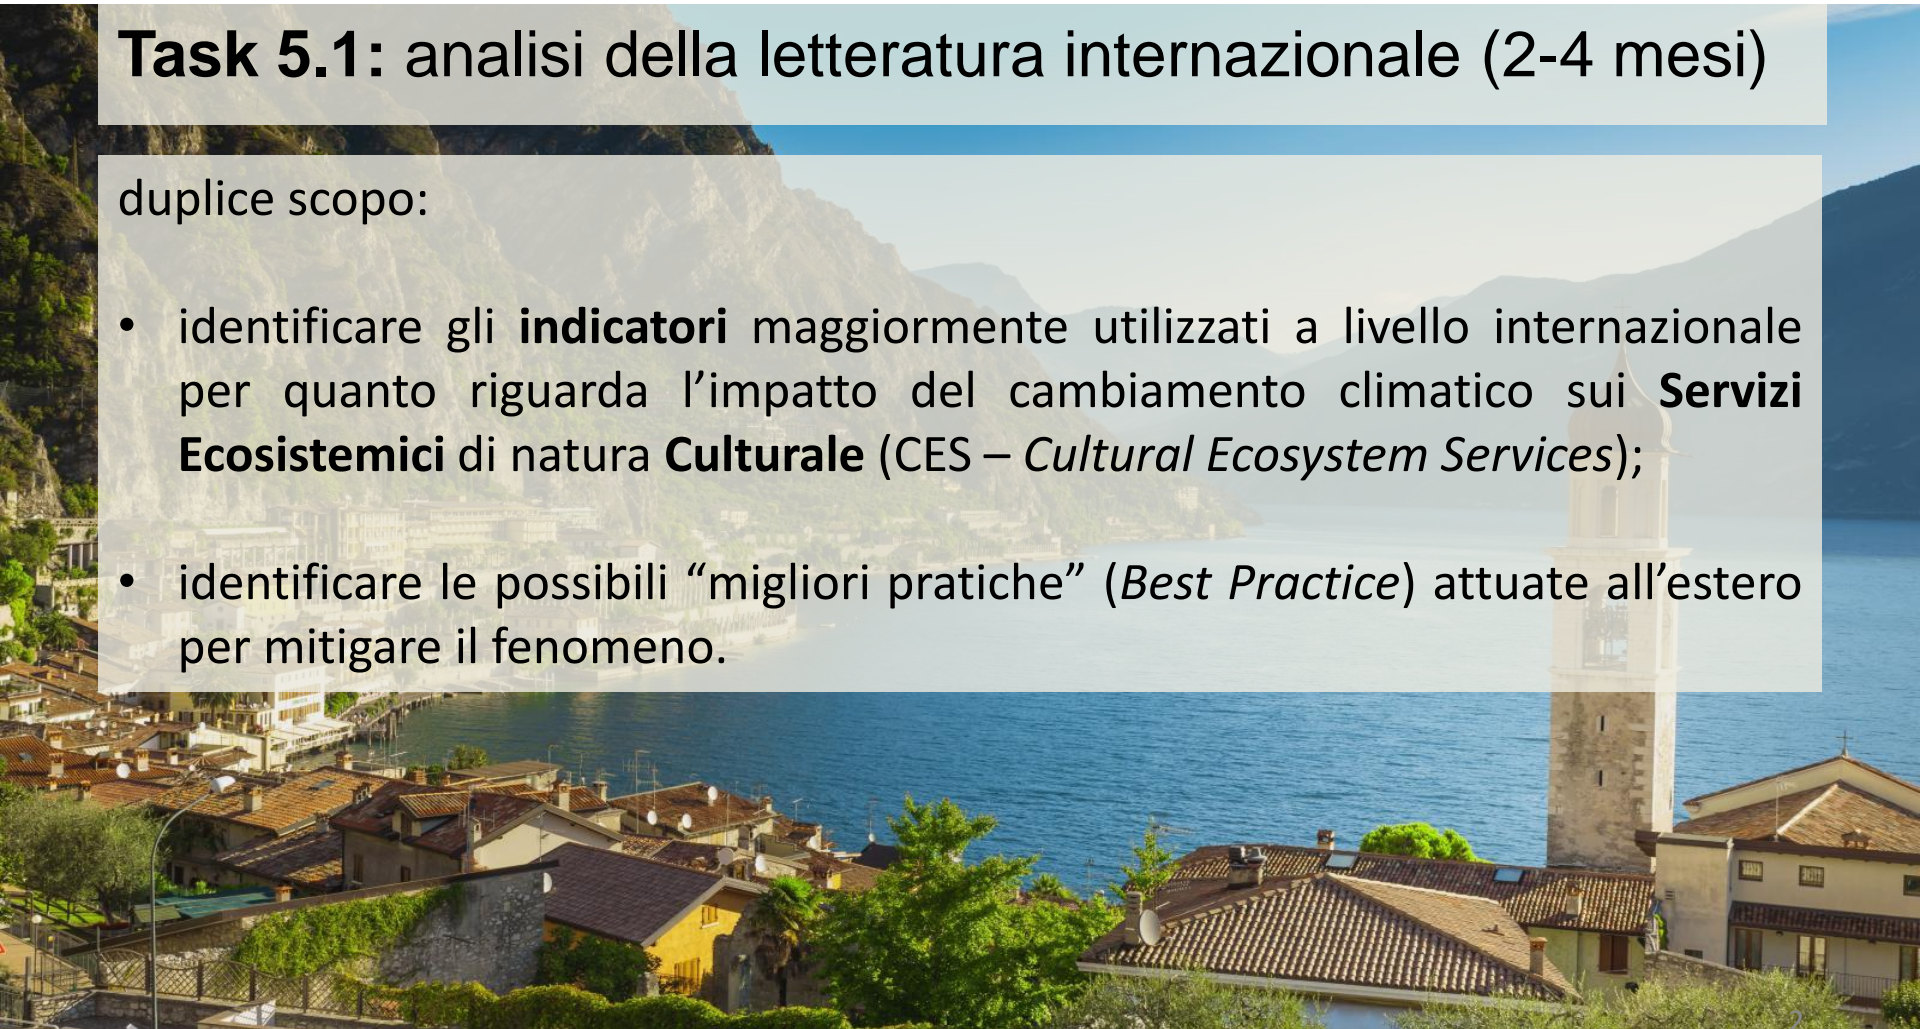 Task 5.1: analisi della letteratura internazionale (2-4 mesi)
duplice scopo:
• identificare gli indicatori maggiormente utilizzati a livello internazionale
per quanto riguarda l’impatto del cambiamento climatico sui Servizi
Ecosistemici di natura Culturale (CES – Cultural Ecosystem Services);
• identificare le possibili “migliori pratiche” (Best Practice) attuate all’estero
per mitigare il fenomeno.
2